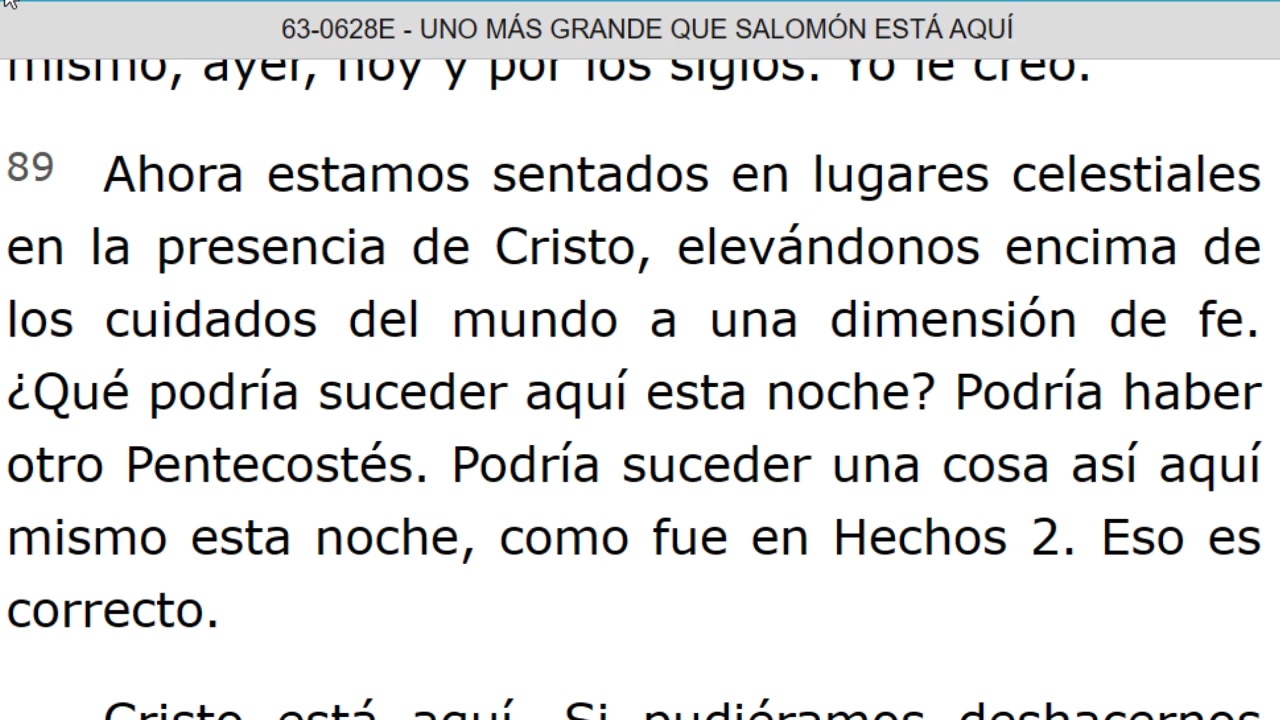 63-0628E - UNO MÁS GRANDE QUE SALOMÓN ESTÁ AQUÍ
mismo, ayer, hoy y por los siglos. Yo le creo.
89 Ahora estamos sentados en lugares celestiales
en la presencia de Cristo, elevándonos encima de
los cuidados del mundo a una dimensión de fe.
¿Qué podría suceder aquí esta noche? Podría haber
otro Pentecostés. Podría suceder una cosa así aquí
mismo esta noche, como fue en Hechos 2. Eso es
correcto.
Cristo está aquí. Si pudiéramos deshacernos